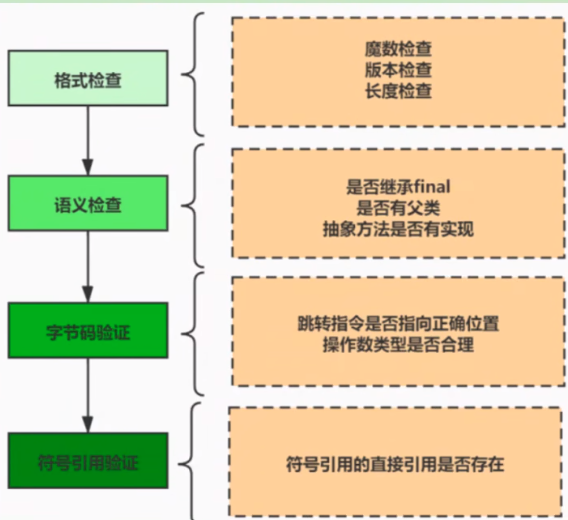 格式检查
魔数检查
版本检查
长度检查
语义检查
是否继承final
是否有父类
抽象方法是否有实现
字节码验证
跳转指令是否指向正确位置
操作数类型是否合理
符号引用验证
符号引用的直接引用是否存在